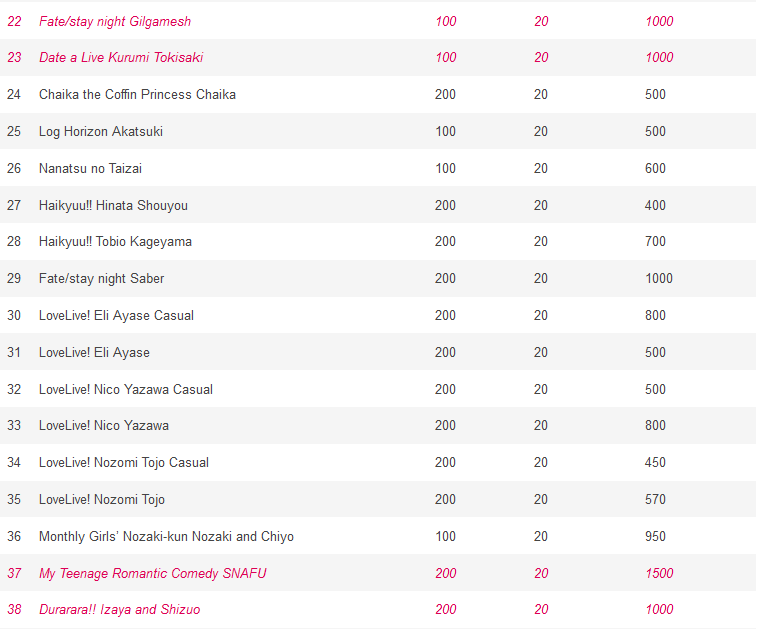 22 Fate/stay night Gilgamesh 100 20 1000
23 Date a Live Kurumi Tokisaki 100 20 1000
24 Chaika the Coffin Princess Chaika 200 20 500
25 Log Horizon Akatsuki 100 20 500
26 Nanatsu no Taizai 100 20 600
27 Haikyuu!! Hinata Shouyou 200 20 400
28 Haikyuu!! Tobio Kageyama 200 20 700
29 Fate/stay night Saber 200 20 1000
30 LoveLive! Eli Ayase Casual 200 20 800
31 LoveLive! Eli Ayase 200 20 500
32 LoveLive! Nico Yazawa Casual 200 20 500
33 LoveLive! Nico Yazawa 200 20 800
34 LoveLive! Nozomi Tojo Casual 200 20 450
35 LoveLive! Nozomi Tojo 200 20 570
36 Monthly Girls’ Nozaki-kun Nozaki and Chiyo 100 20 950
37 My Teenage Romantic Comedy SNAFU 200 20 1500
38 Durarara!! Izaya and Shizuo 200 20 1000